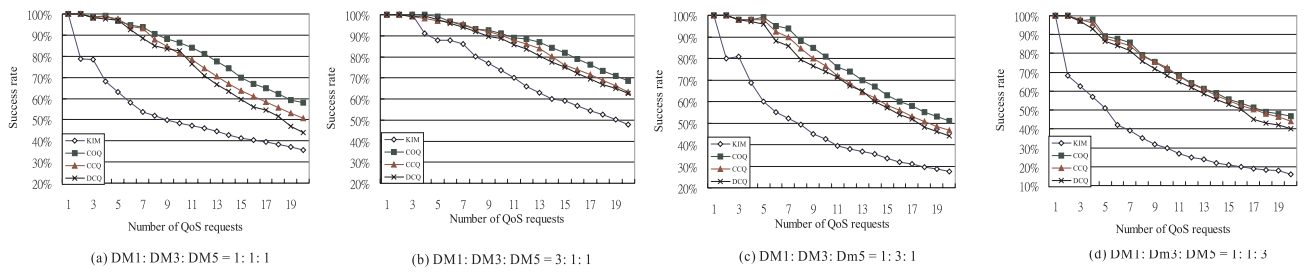 Success rate
100%
90%
80%
70%
60%
50%
40%
30%
20%
KIM
COQ
CCQ
DCQ
1 3 5 7 9 11 13 15 17 19
Number of QoS requests
(a) DM1: DM3: DM5 = 1: 1: 1
Success rate
100%
90%
80%
70%
60%
50%
40%
30%
20%
KIM
COQ
CCQ
DCQ
1 3 5 7 9 11 13 15 17 19
Number of QoS requests
(b) DM1: DM3: DM5 = 3: 1: 1
Success rate
100%
90%
80%
70%
60%
50%
40%
30%
20%
KIM
COQ
CCQ
DCQ
1 3 5 7 9 11 13 15 17 19
Number of QoS requests
(c) DM1: DM3: Dm5 = 1: 3: 1
Success rate
100%
90%
80%
70%
60%
50%
40%
30%
20%
10%
KIM
COQ
CCQ
DCQ
1 3 5 7 9 11 13 15 17 19
Number of QoS requests
(d) DM1: Dm3: DM5 = 1: 1: 3